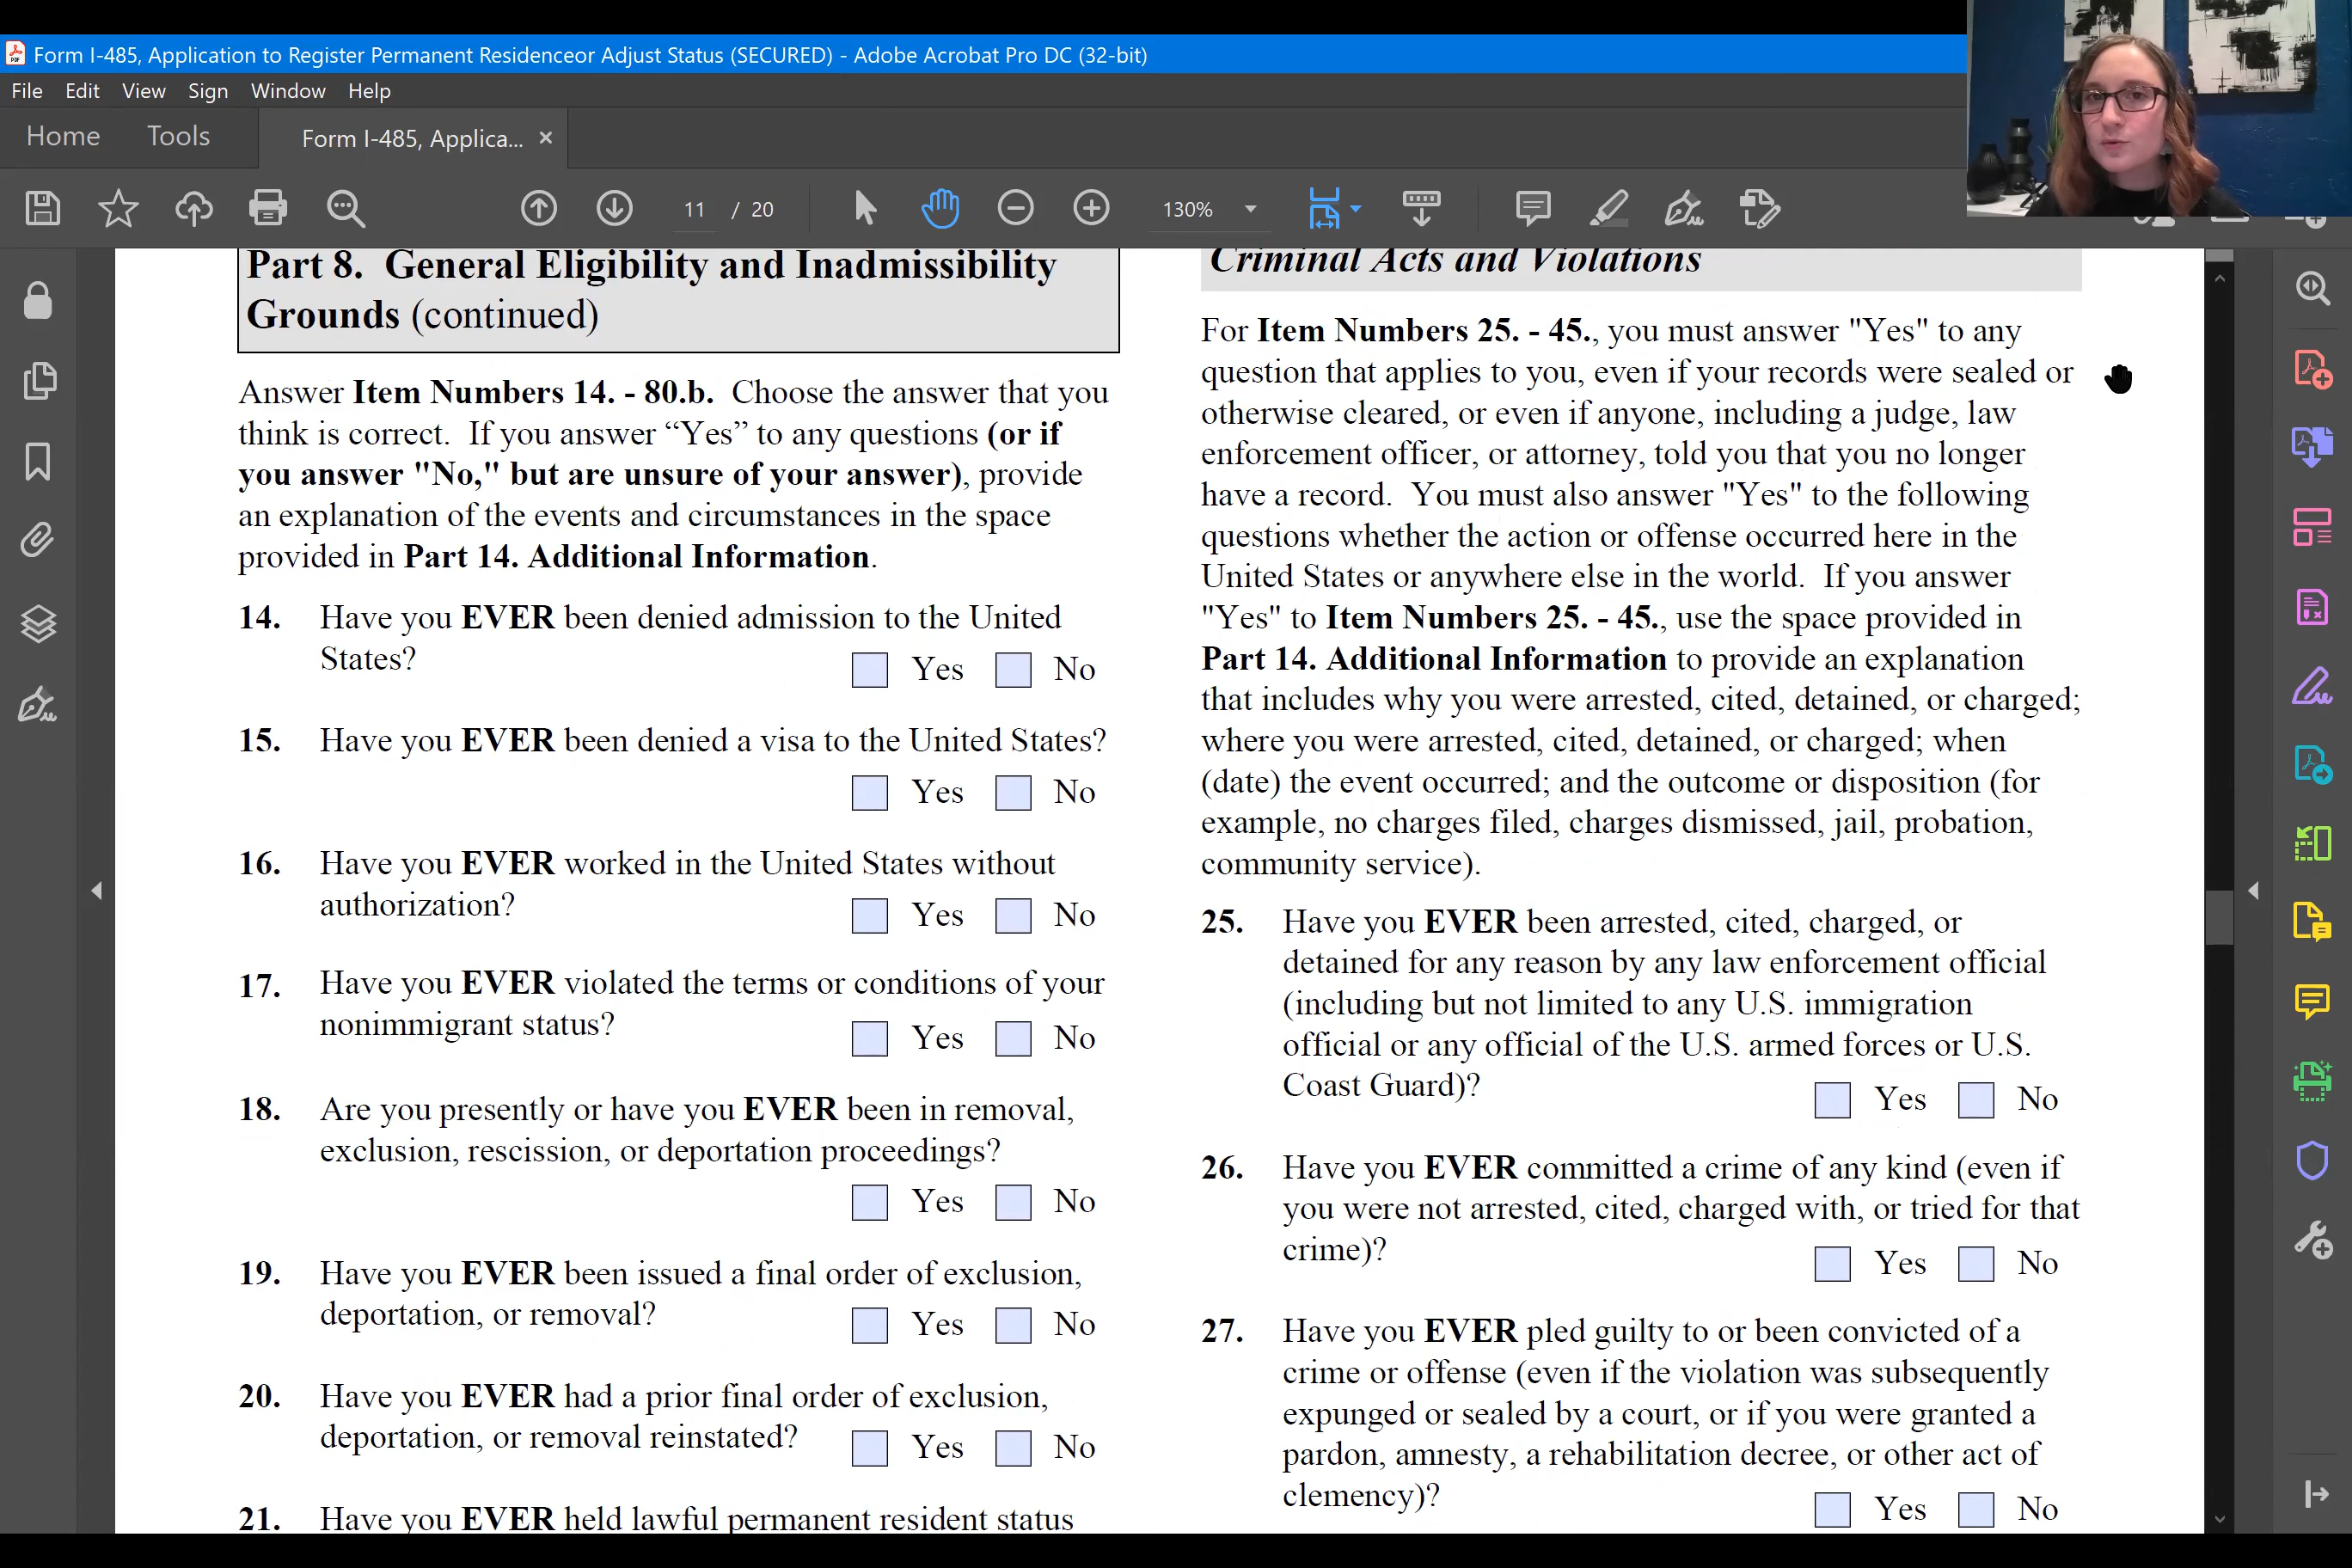 Form I-485, Application to Register Permanent Residenceor Adjust Status (SECURED) - Adobe Acrobat Pro DC (32-bit)
File Edit View Sign Window Help
Home Tools Form I-485, Applica... ×
11 / 20 130%
Part 8. General Eligibility and Inadmissibility
Grounds (continued)
Answer Item Numbers 14. - 80.b. Choose the answer that you
think is correct. If you answer “Yes” to any questions (or if
you answer "No," but are unsure of your answer), provide
an explanation of the events and circumstances in the space
provided in Part 14. Additional Information.
14. Have you EVER been denied admission to the United
States? Yes No
15. Have you EVER been denied a visa to the United States?
Yes No
16. Have you EVER worked in the United States without
authorization? Yes No
17. Have you EVER violated the terms or conditions of your
nonimmigrant status? Yes No
18. Are you presently or have you EVER been in removal,
exclusion, rescission, or deportation proceedings?
Yes No
19. Have you EVER been issued a final order of exclusion,
deportation, or removal? Yes No
20. Have you EVER had a prior final order of exclusion,
deportation, or removal reinstated? Yes No
21. Have you EVER held lawful permanent resident status
Criminal Acts and Violations
For Item Numbers 25. - 45., you must answer "Yes" to any
question that applies to you, even if your records were sealed or
otherwise cleared, or even if anyone, including a judge, law
enforcement officer, or attorney, told you that you no longer
have a record. You must also answer "Yes" to the following
questions whether the action or offense occurred here in the
United States or anywhere else in the world. If you answer
"Yes" to Item Numbers 25. - 45., use the space provided in
Part 14. Additional Information to provide an explanation
that includes why you were arrested, cited, detained, or charged;
where you were arrested, cited, detained, or charged; when
(date) the event occurred; and the outcome or disposition (for
example, no charges filed, charges dismissed, jail, probation,
community service).
25. Have you EVER been arrested, cited, charged, or
detained for any reason by any law enforcement official
(including but not limited to any U.S. immigration
official or any official of the U.S. armed forces or U.S.
Coast Guard)? Yes No
26. Have you EVER committed a crime of any kind (even if
you were not arrested, cited, charged with, or tried for that
crime)? Yes No
27. Have you EVER pled guilty to or been convicted of a
crime or offense (even if the violation was subsequently
expunged or sealed by a court, or if you were granted a
pardon, amnesty, a rehabilitation decree, or other act of
clemency)? Yes No